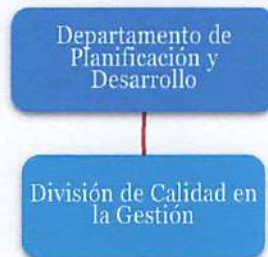 Departamento de
Planificación y
Desarrollo
División de Calidad en
la Gestión